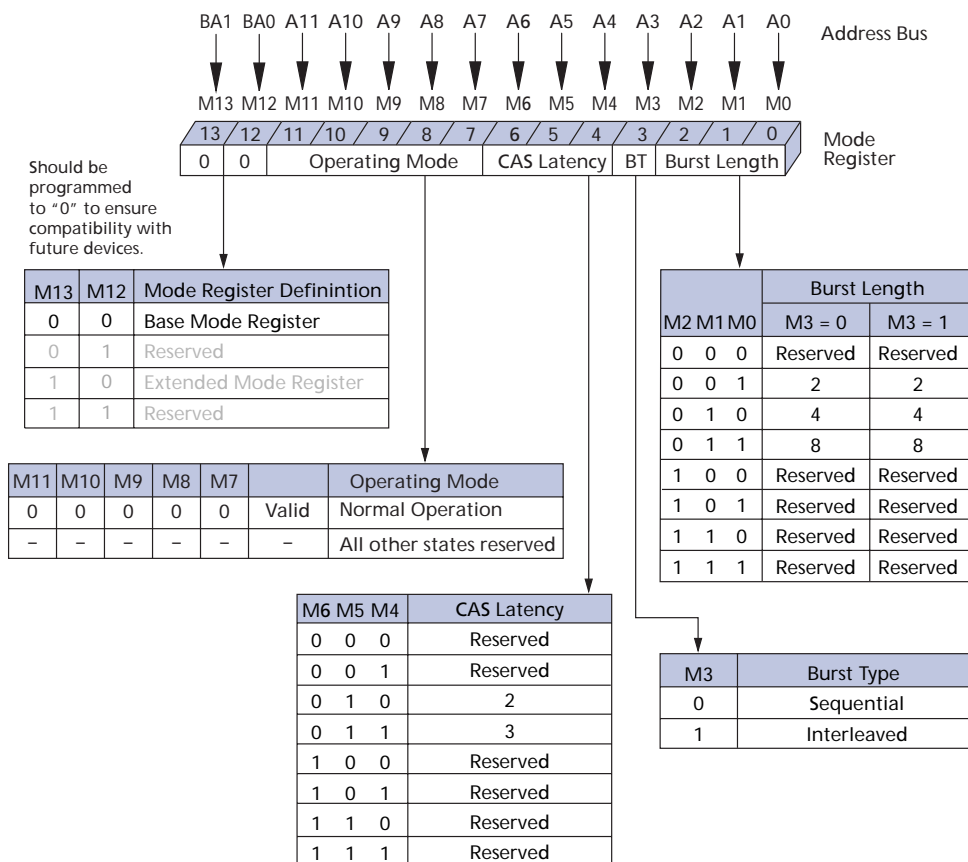 BA1 BA0 A11 A10 A9 A8 A7 A6 A5 A4 A3 A2 A1 A0
Address Bus
M13 M12 M11 M10 M9 M8 M7 M6 M5 M4 M3 M2 M1 M0
13 12 11 10 9 8 7 6 5 4 3 2 1 0
Mode
Register
0 0 Operating Mode CAS Latency BT Burst Length
Should be
programmed
to “0” to ensure
compatibility with
future devices.
M13 M12 Mode Register Definintion
0 0 Base Mode Register
0 1 Reserved
1 0 Extended Mode Register
1 1 Reserved
Burst Length
M2 M1 M0 M3 = 0 M3 = 1
0 0 0 Reserved Reserved
0 0 1 2 2
0 1 0 4 4
0 1 1 8 8
1 0 0 Reserved Reserved
1 0 1 Reserved Reserved
1 1 0 Reserved Reserved
1 1 1 Reserved Reserved
M11 M10 M9 M8 M7 Operating Mode
0 0 0 0 0 Valid Normal Operation
– – – – – – All other states reserved
M6 M5 M4 CAS Latency
0 0 0 Reserved
0 0 1 Reserved
0 1 0 2
0 1 1 3
1 0 0 Reserved
1 0 1 Reserved
1 1 0 Reserved
1 1 1 Reserved
M3 Burst Type
0 Sequential
1 Interleaved